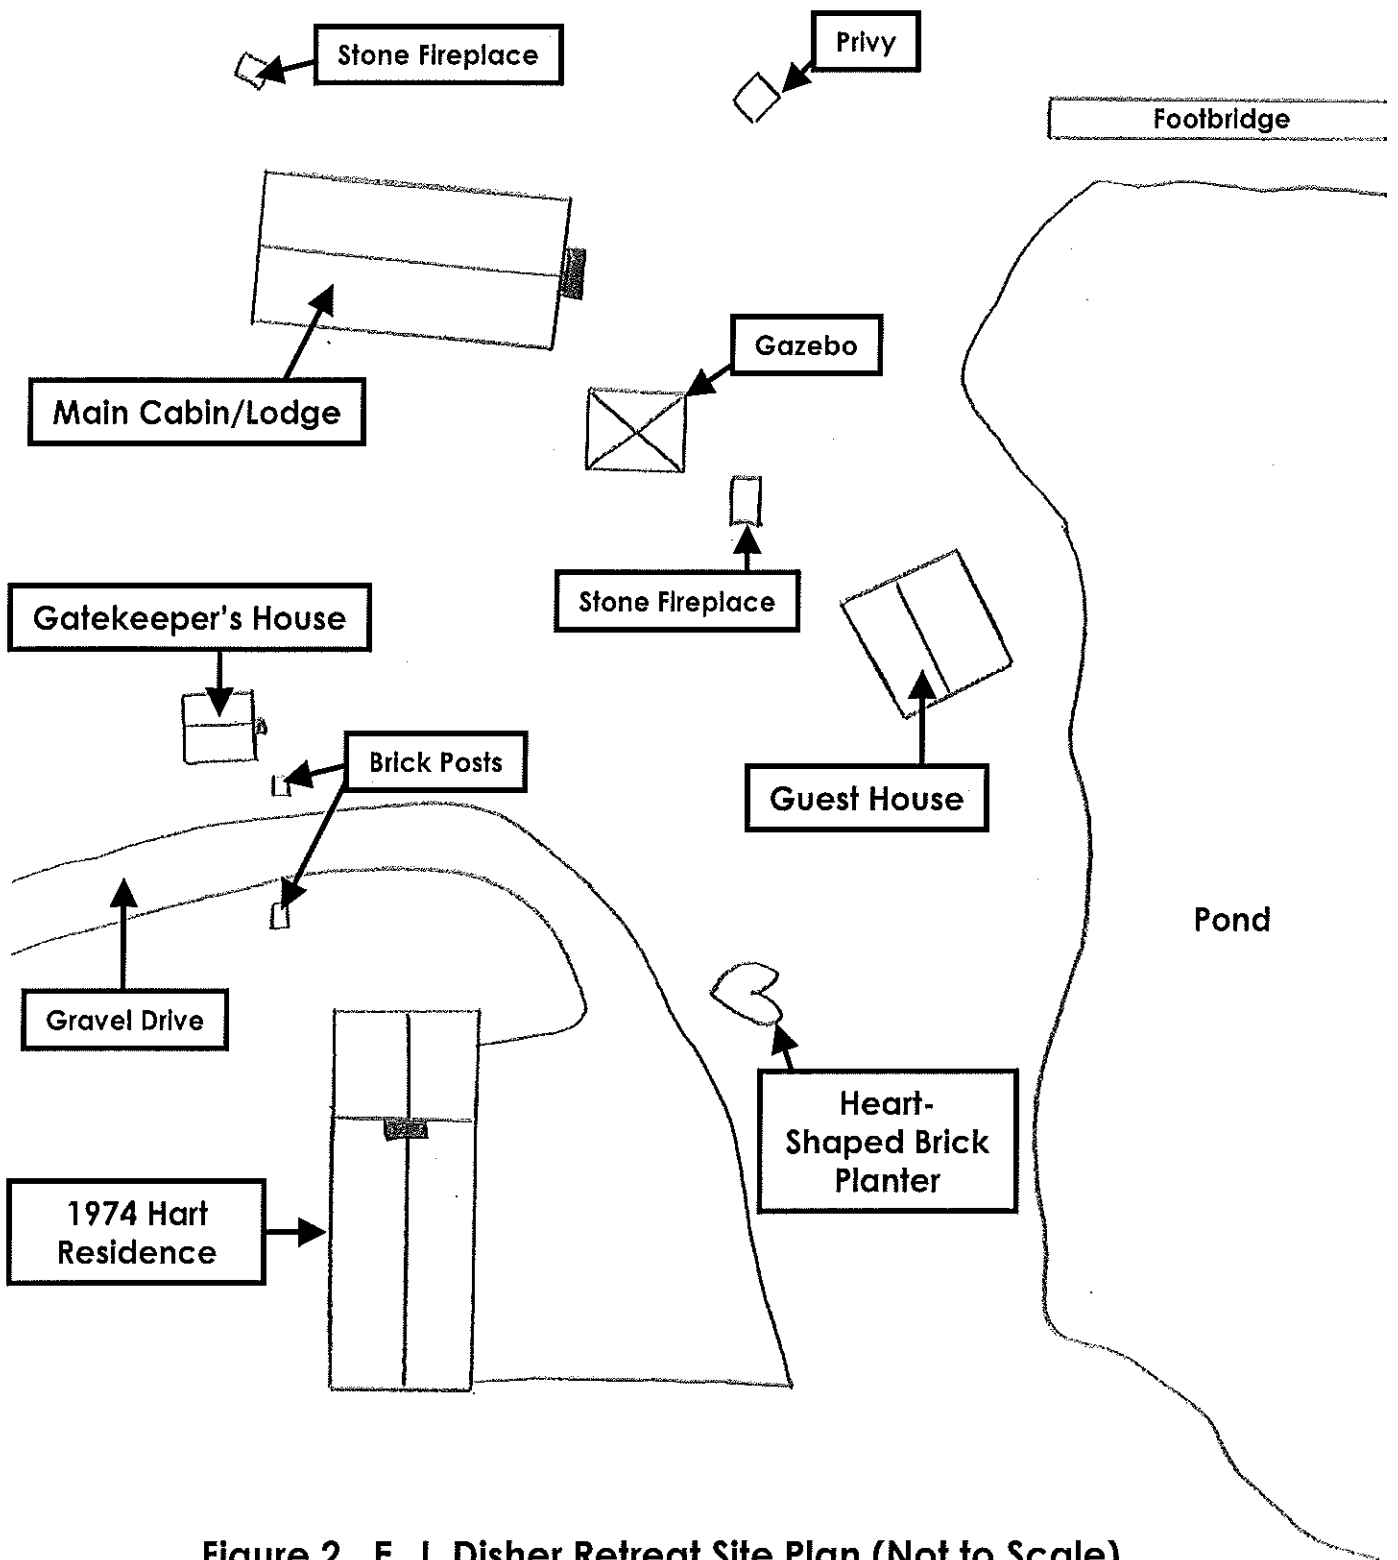 Stone Fireplace
Privy
Footbridge
Gazebo
Main Cabin/Lodge
Stone Fireplace
Gatekeeper's House
Brick Posts
Guest House
Pond
Gravel Drive
Heart-
Shaped Brick
Planter
1974 Hart
Residence
Figure 2. E. J. Disher Retreat Site Plan (Not to Scale)